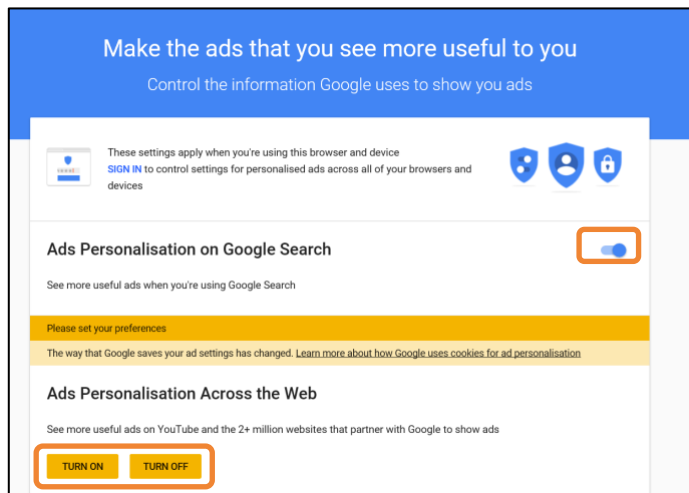 Make the ads that you see more useful to you
Control the information Google uses to show you ads
These settings apply when you're using this browser and device
SIGN IN to control settings for personalised ads across all of your browsers and
devices
Ads Personalisation on Google Search
See more useful ads when you're using Google Search
Please set your preferences
The way that Google saves your ad settings has changed. Learn more about how Google uses cookies for ad personalisation
Ads Personalisation Across the Web
See more useful ads on YouTube and the 2+ million websites that partner with Google to show ads
TURN ON TURN OFF